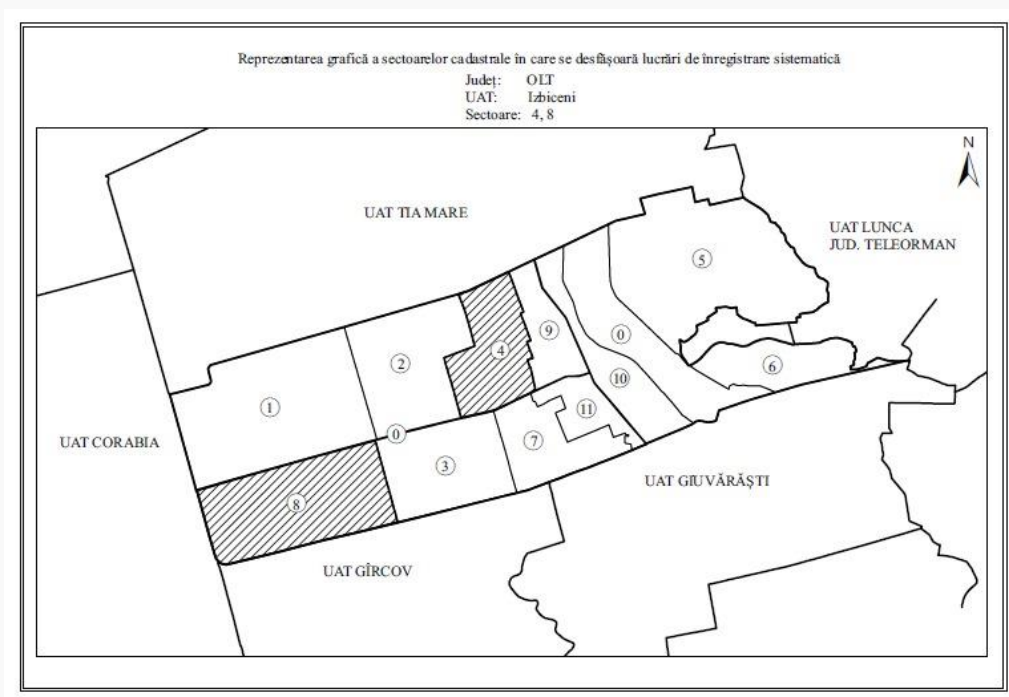 Reprezentarea grafică a sectoarelor cadastrale în care se desfășoară lucrări de înregistrare sistematică
Județ: OLT
UAT: Izbiceni
Sectoare: 4, 8
N
UAT TIA MARE
UAT LUNCA
JUD. TELEORMAN
5
9
0
4
2
6
10
1
11
0
UAT CORABIA
7
3
UAT GIUVĂRĂȘTI
8
UAT GÎRCOV